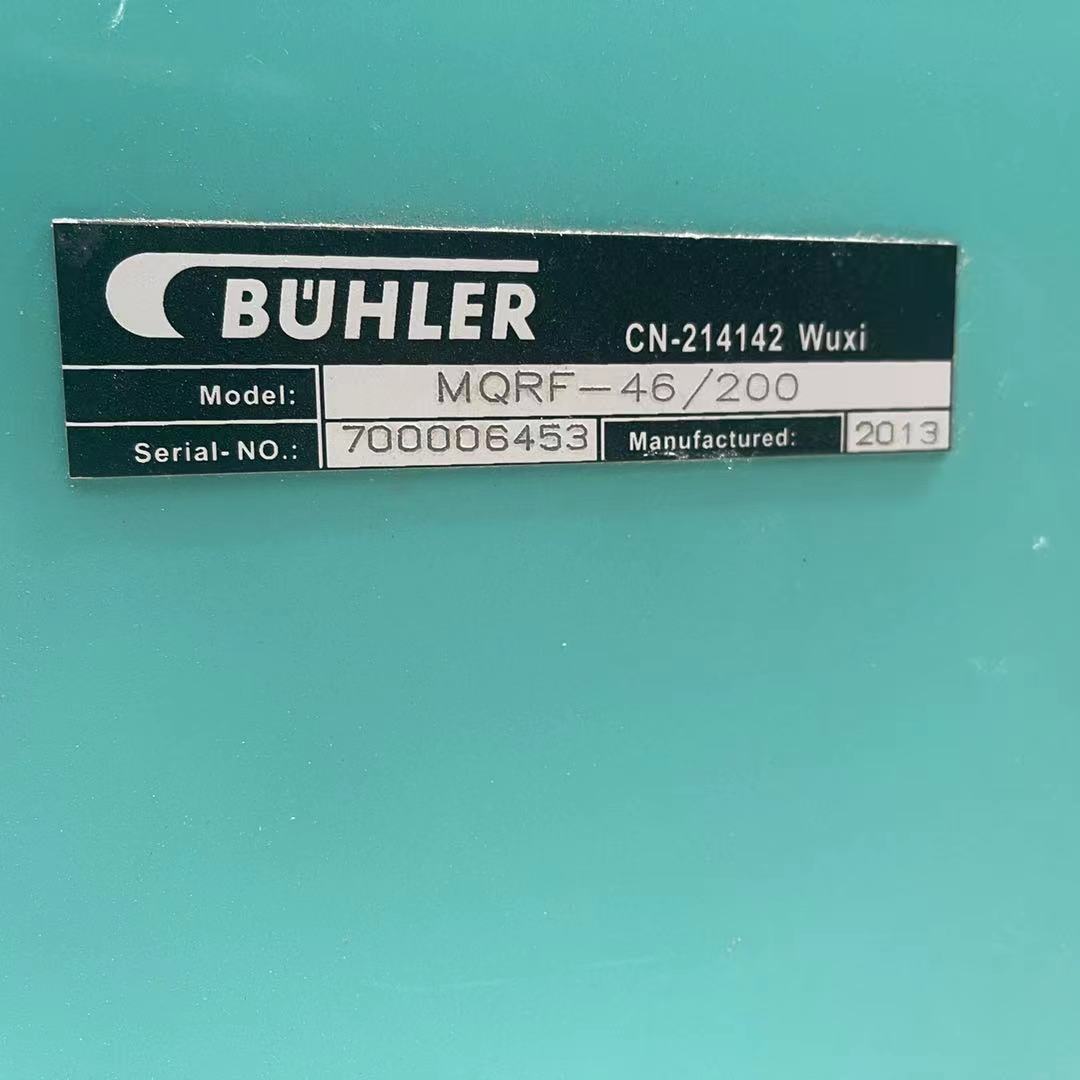 BÜHLER
CN-214142 Wuxi
Model: MQRF-46/200
Serial-NO.: 700006453 Manufactured: 2013